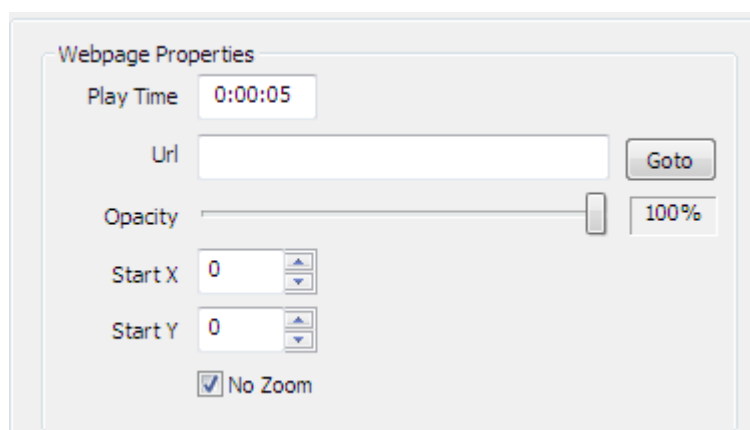 Webpage Properties
Play Time 0:00:05
Url Goto
Opacity 100%
Start X 0
Start Y 0
No Zoom